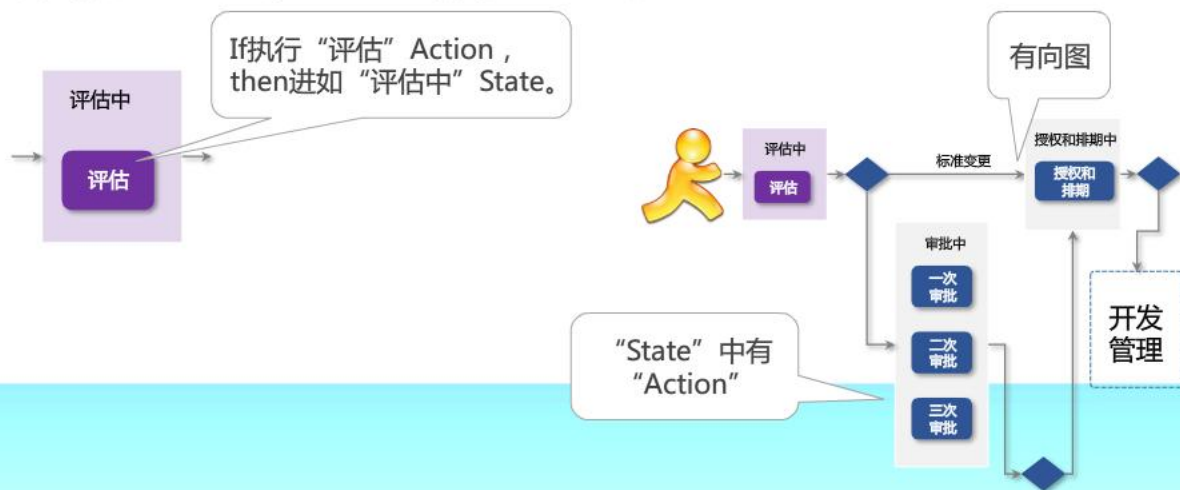 If执行“评估”Action，
then进如“评估中”State。
评估中
评估
有向图
评估中
评估
标准变更
授权和排期中
授权和
排期
审批中
一次
审批
二次
审批
三次
审批
“State”中有
“Action”
开发
管理